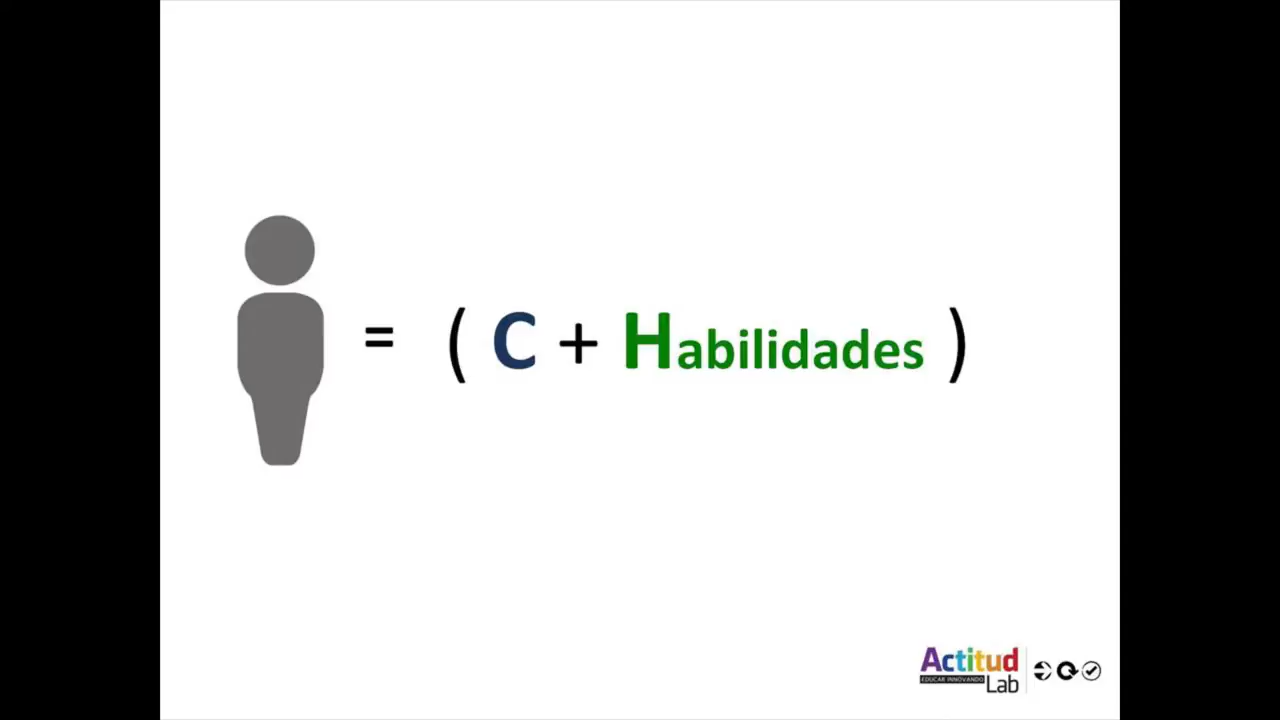 = ( C + Habilidades )
Actitud
EDUCAR INNOVANDO
Lab